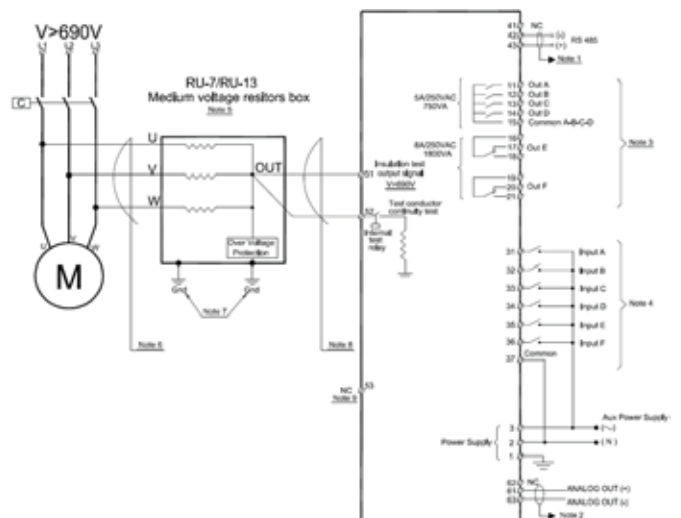 V>690V
L1
L2
L3
C
RU-7/RU-13
Medium voltage resitors box
Note 5
U
V
W
OUT
Over Voltage
Protection
U
V
W
M
Gnd
Gnd
Note 7
Note 6
Note 8
51
Insulation test
output signal
V>690V
52
Test conductor
continuity test
Internal
test
relay
NC
53
Note 9
41 NC
42 (-)
43 (+)
RS 485
Note 1
5A/250VAC
750VA
11 Out A
12 Out B
13 Out C
14 Out D
15 Common A-B-C-D
8A/250VAC
1800VA
16
17 Out E
18
19
20 Out F
21
Note 3
31 Input A
32 Input B
33 Input C
34 Input D
35 Input E
36 Input F
37 Common
Note 4
Power Supply
3
2
1
Aux Power Supply
(~)
( N )
62 NC
61 ANALOG OUT (+)
63 ANALOG OUT (-)
Note 2